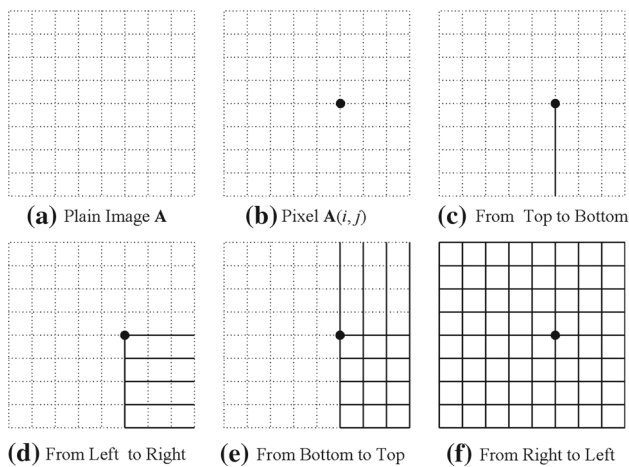 (a) Plain Image A
(b) Pixel A(i, j)
(c) From Top to Bottom
(d) From Left to Right
(e) From Bottom to Top
(f) From Right to Left